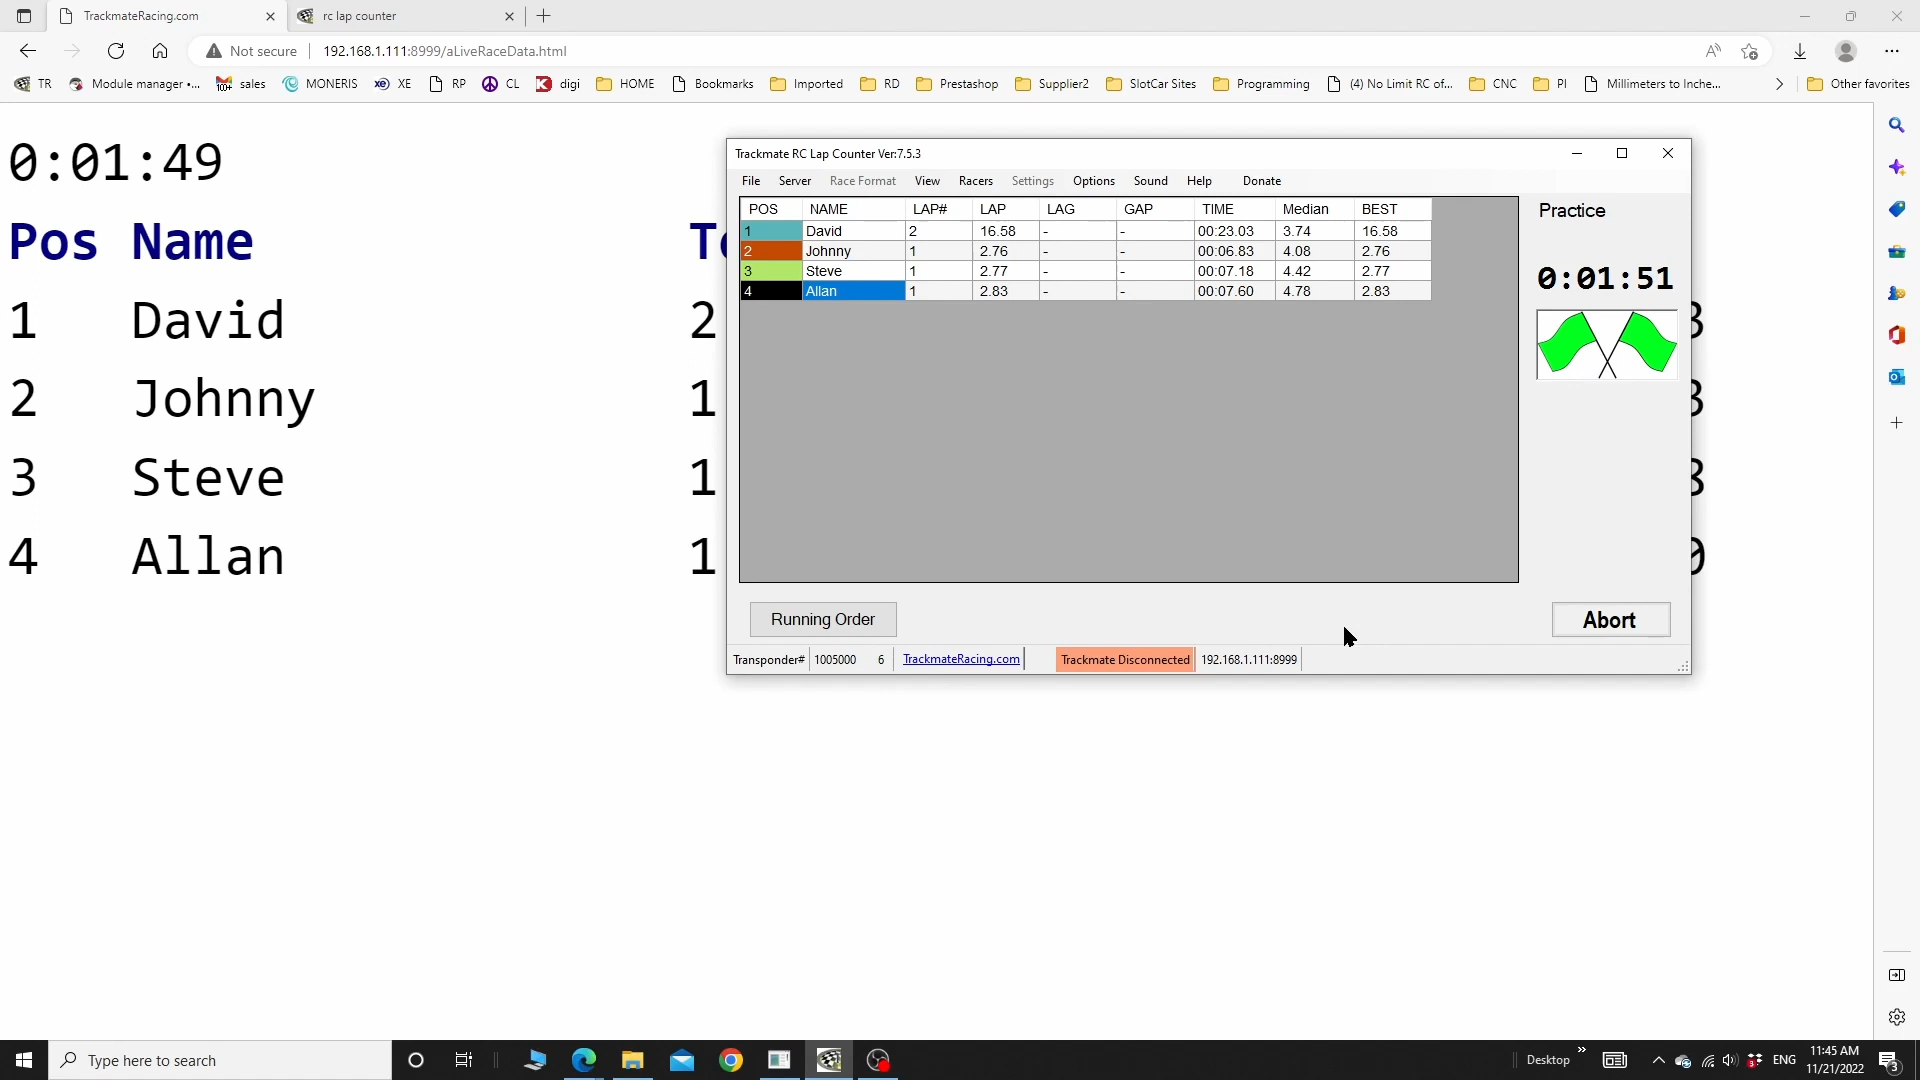 TrackmateRacing.com
rc lap counter
Not secure 192.168.1.111:8999/aLiveRaceData.html
TR Module manager •... sales MONERIS XE RP CL digi HOME Bookmarks Imported RD Prestashop Supplier2 SlotCar Sites Programming (4) No Limit RC of... CNC PI Millimeters to Inche... Other favorites
0:01:49
Pos Name
1 David 2
2 Johnny 1
3 Steve 1
4 Allan 1
Trackmate RC Lap Counter Ver:7.5.3
File Server Race Format View Racers Settings Options Sound Help Donate
POS NAME LAP# LAP LAG GAP TIME Median BEST
1 David 2 16.58 - - 00:23.03 3.74 16.58
2 Johnny 1 2.76 - - 00:06.83 4.08 2.76
3 Steve 1 2.77 - - 00:07.18 4.42 2.77
4 Allan 1 2.83 - - 00:07.60 4.78 2.83
Practice
0:01:51
Running Order
Abort
Transponder# 1005000 6 TrackmateRacing.com Trackmate Disconnected 192.168.1.111:8999
Type here to search
Desktop
ENG
11:45 AM
11/21/2022
3